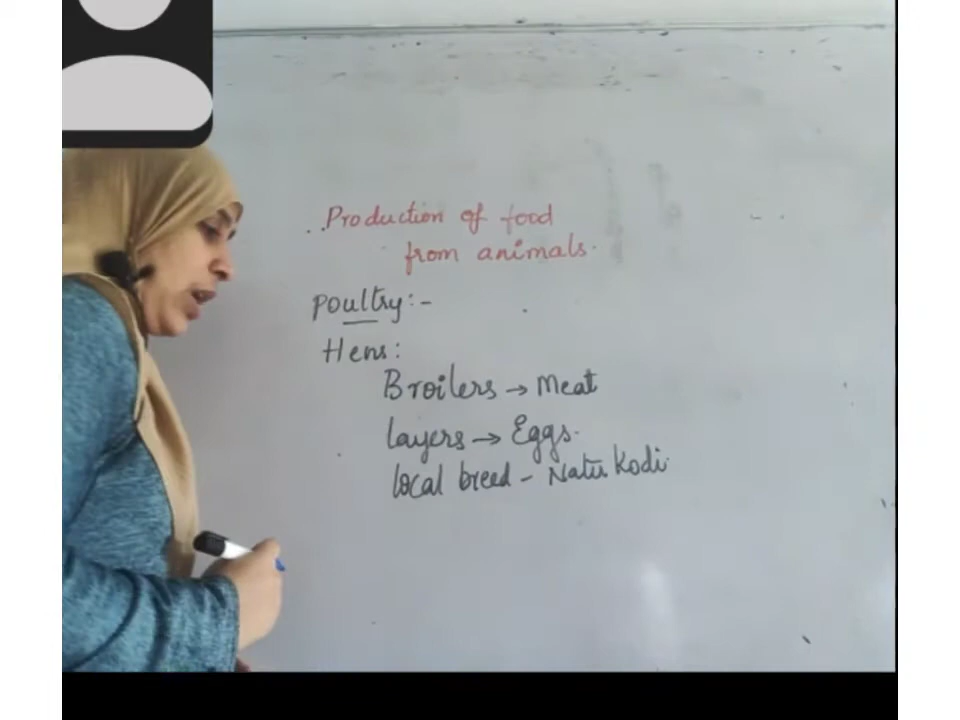 Production of food
from animals.
Poultry:-
Hens:
Broilers → Meat
layers → Eggs.
local breed - Natu Kodi.